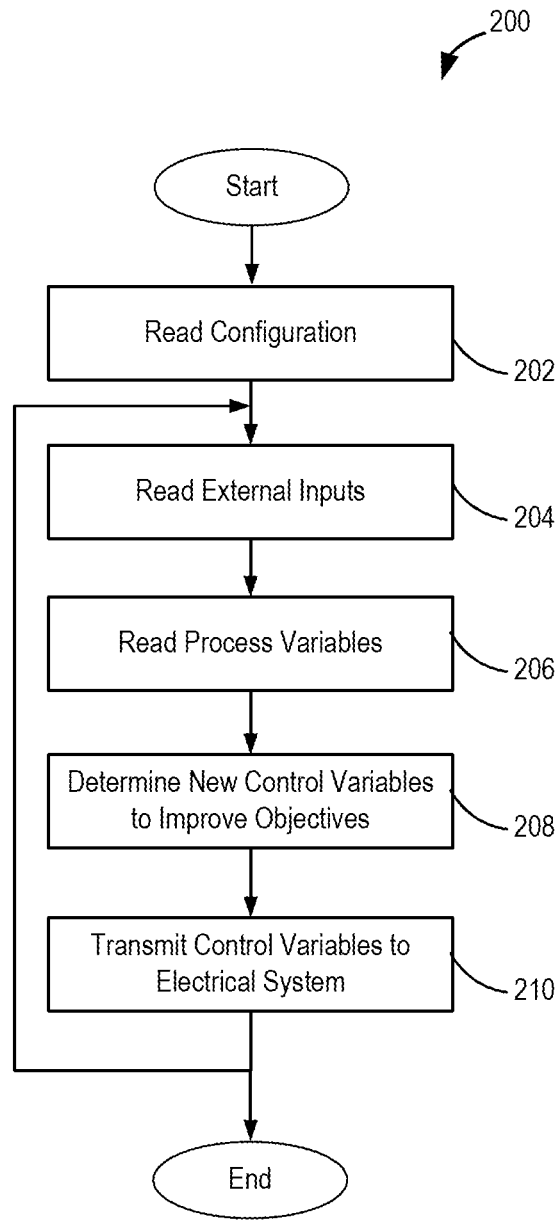 200
Start
Read Configuration
202
Read External Inputs
204
Read Process Variables
206
Determine New Control Variables
to Improve Objectives
208
Transmit Control Variables to
Electrical System
210
End